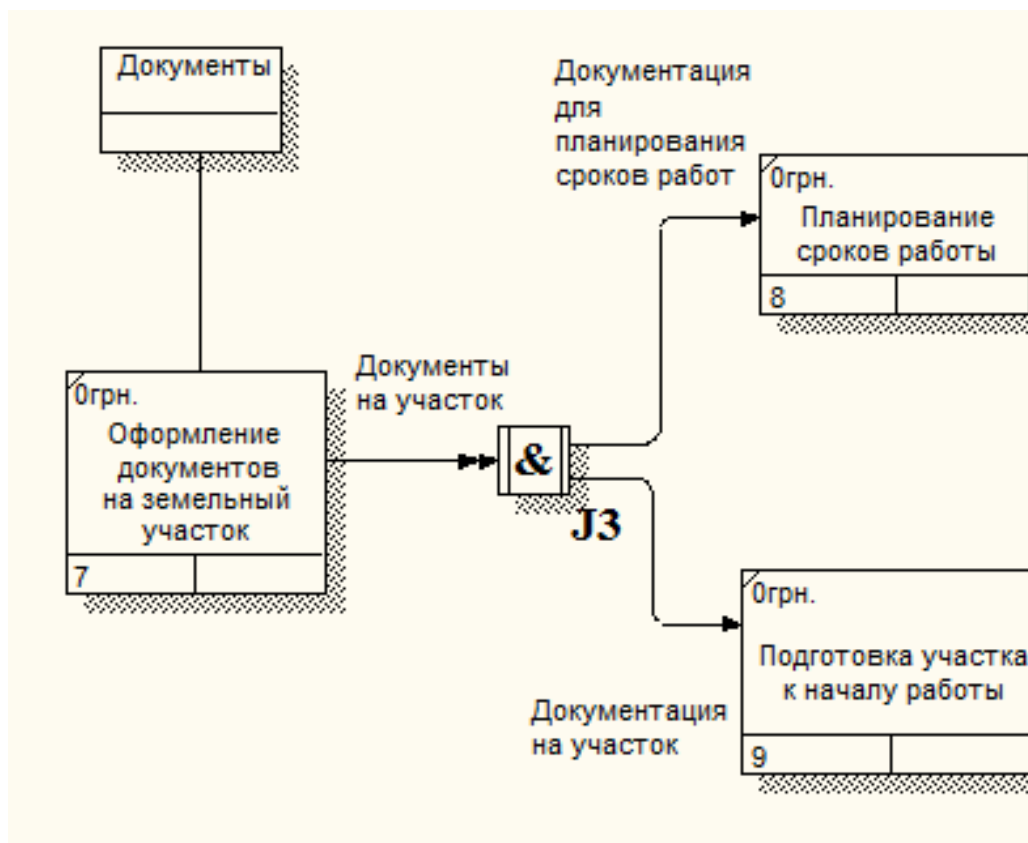 Документы
Документация
для
планирования
сроков работ
0грн.
Планирование
сроков работы
8
0грн.
Оформление
документов
на земельный
участок
7
Документы
на участок
&
J3
0грн.
Подготовка участка
к началу работы
9
Документация
на участок